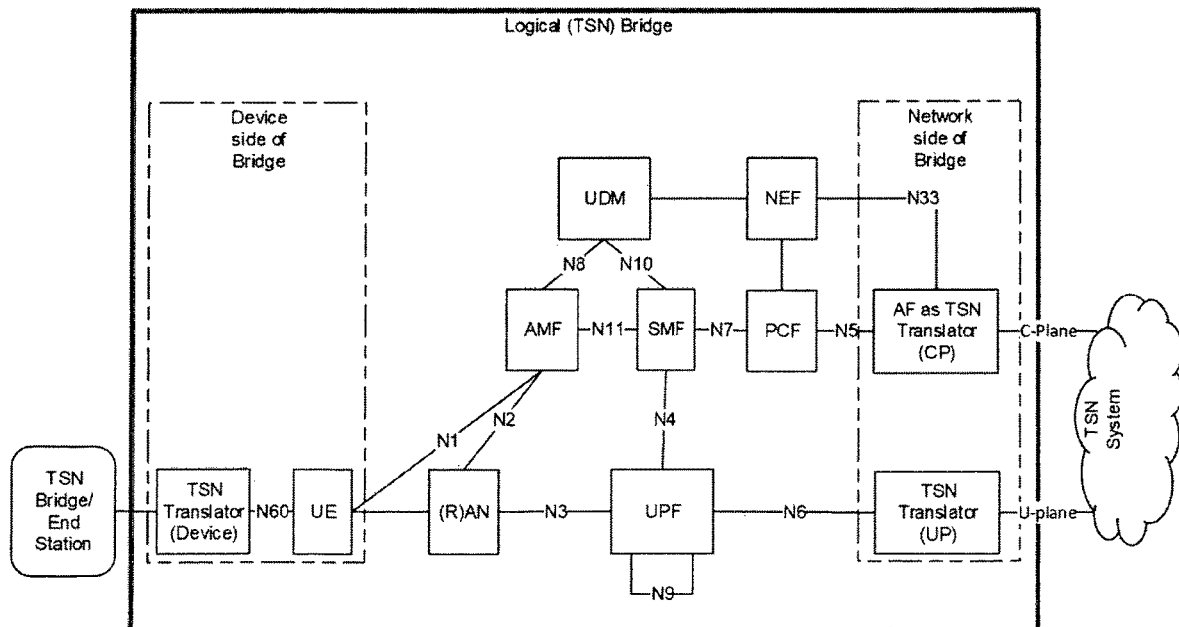 Logical (TSN) Bridge
Device
side of
Bridge
Network
side of
Bridge
UDM
NEF
N33
N8
N10
AMF
N11
SMF
N7
PCF
N5
AF as TSN
Translator
(CP)
C-Plane
TSN
System
N1
N2
N4
TSN
Bridge/
End
Station
TSN
Translator
(Device)
N60
UE
(R)AN
N3
UPF
N6
TSN
Translator
(UP)
U-plane
N9